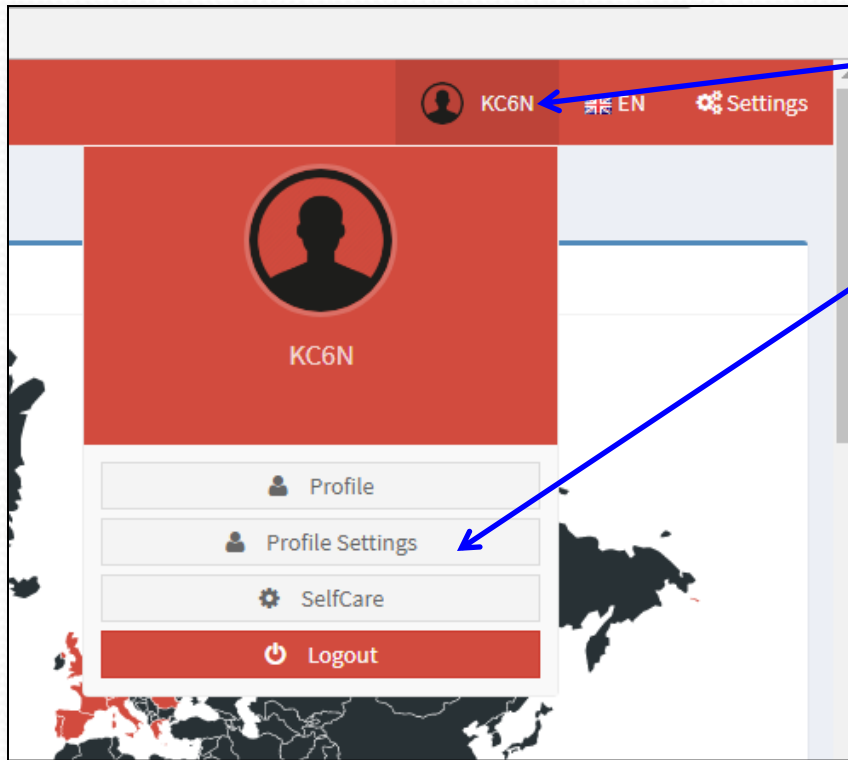 KC6N EN Settings
KC6N
Profile
Profile Settings
SelfCare
Logout